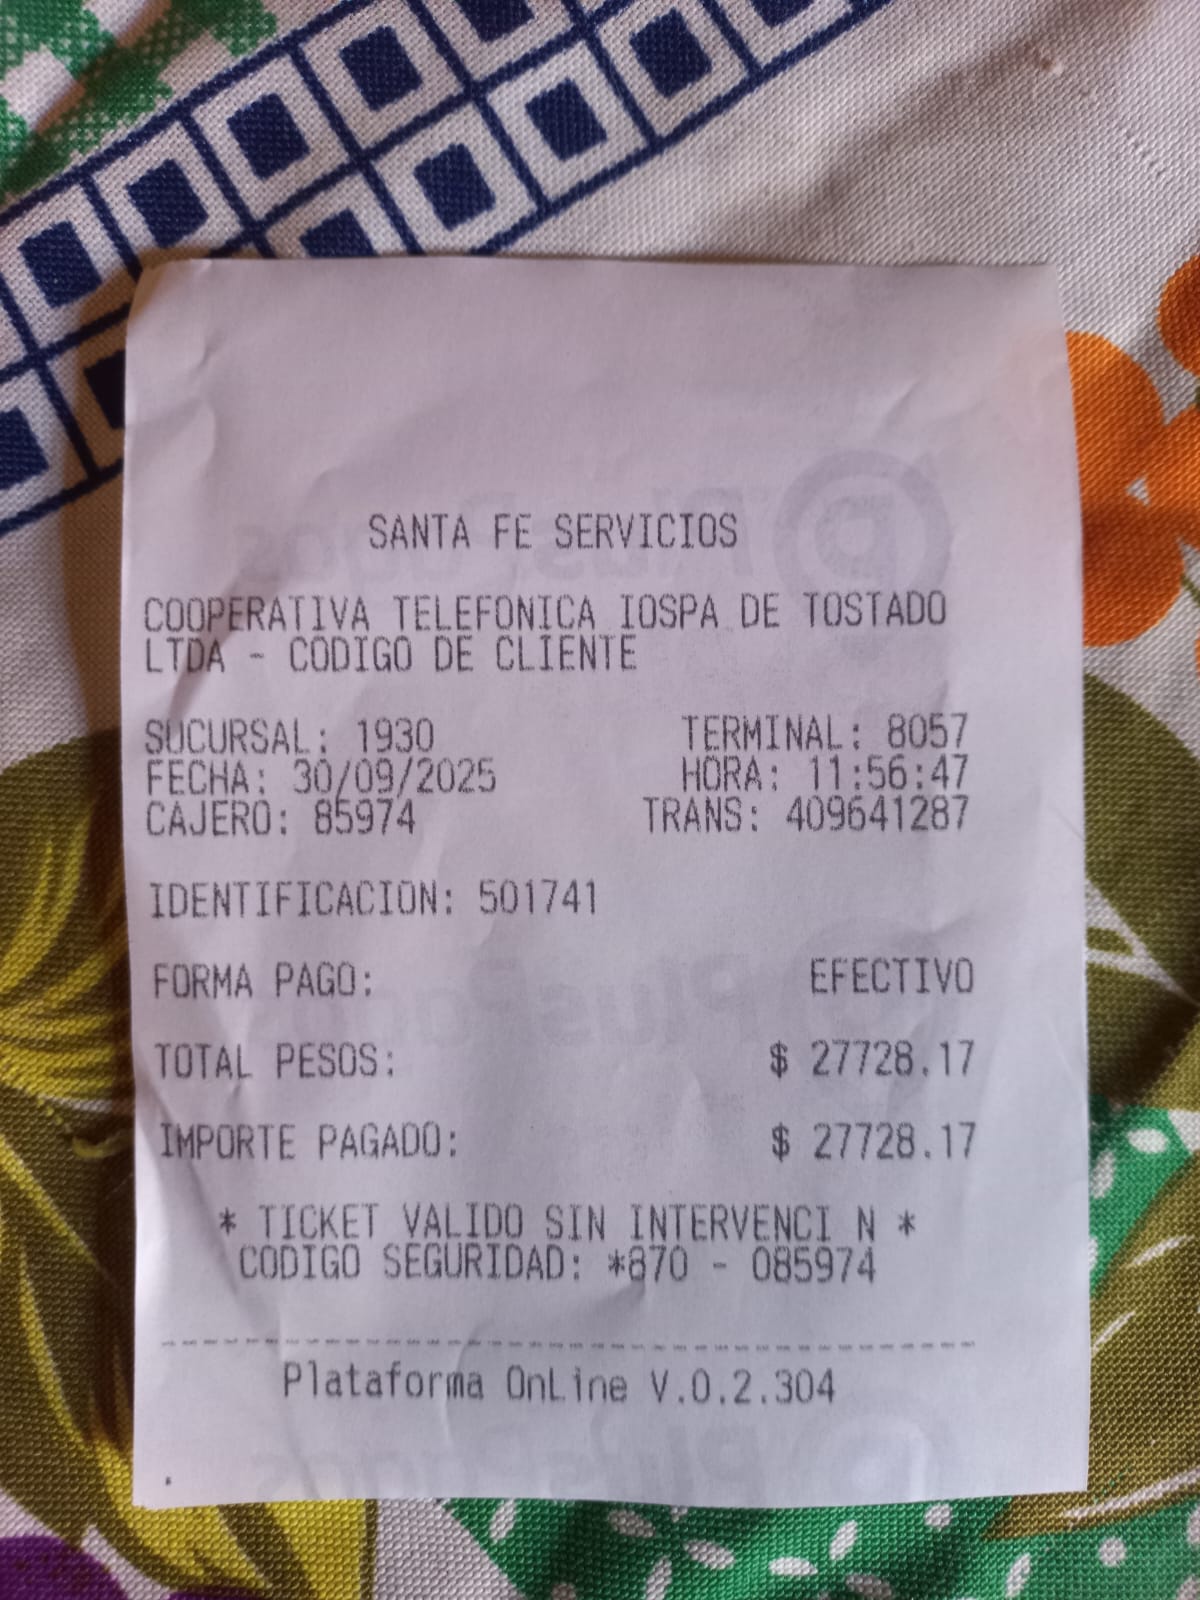 SANTA FE SERVICIOS
COOPERATIVA TELEFONICA IOSPA DE TOSTADO
LTDA - CODIGO DE CLIENTE
SUCURSAL: 1930 TERMINAL: 8057
FECHA: 30/09/2025 HORA: 11:56:47
CAJERO: 85974 TRANS: 409641287
IDENTIFICACION: 501741
FORMA PAGO: EFECTIVO
TOTAL PESOS: $ 27728.17
IMPORTE PAGADO: $ 27728.17
* TICKET VALIDO SIN INTERVENCI N *
CODIGO SEGURIDAD: *870 - 085974
Plataforma OnLine V.0.2.304